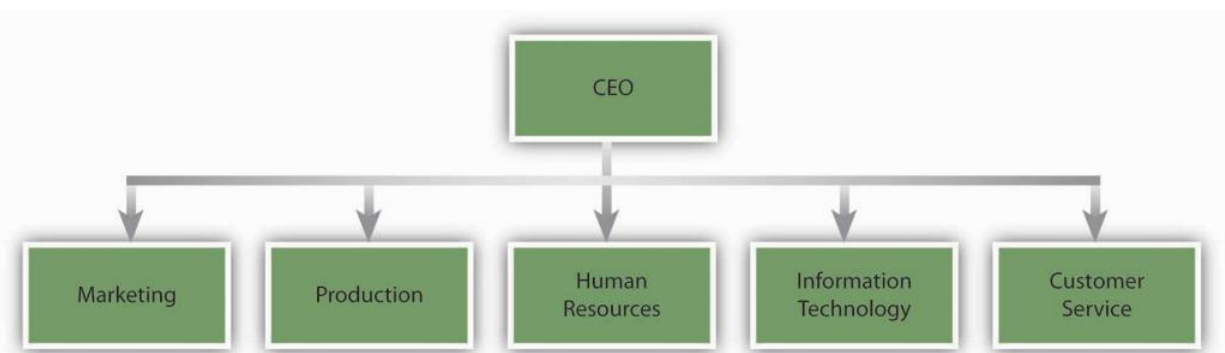 CEO
Marketing
Production
Human
Resources
Information
Technology
Customer
Service